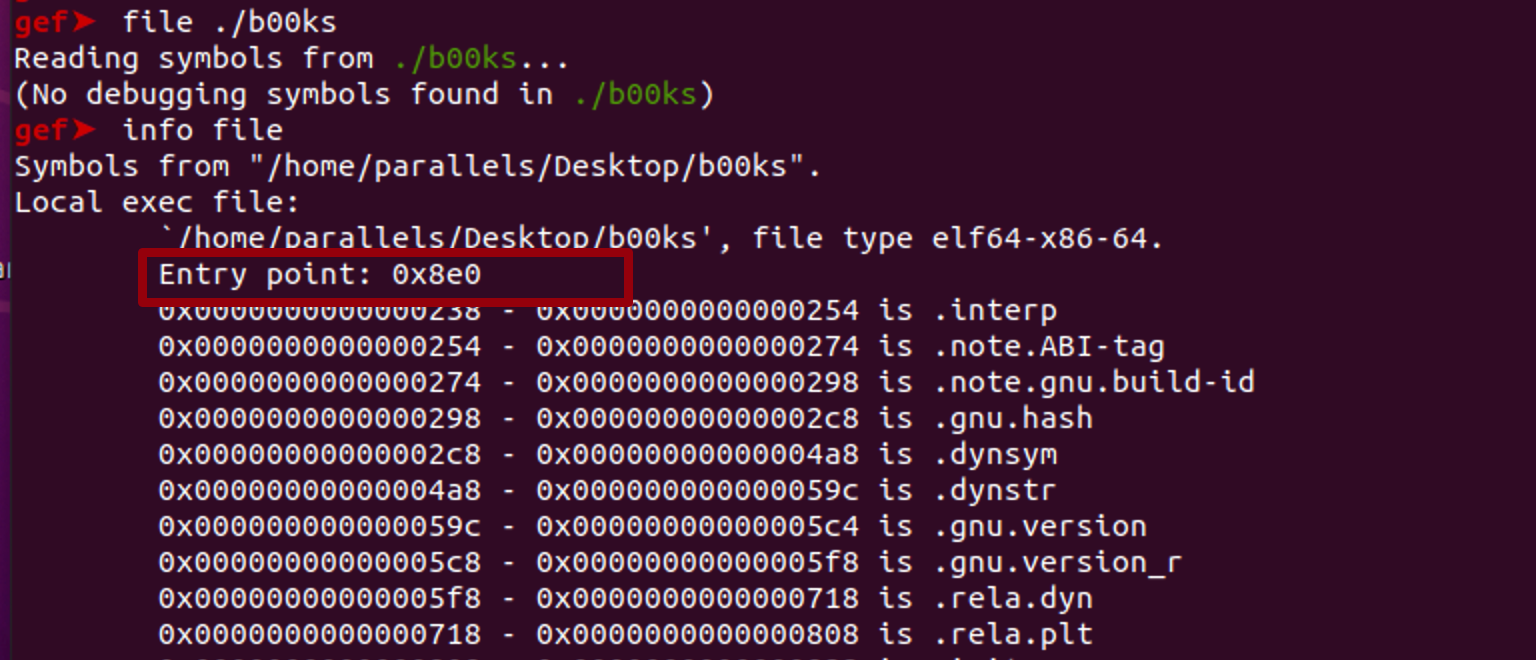 gef➤ file ./b00ks
Reading symbols from ./b00ks...
(No debugging symbols found in ./b00ks)
gef➤ info file
Symbols from "/home/parallels/Desktop/b00ks".
Local exec file:
`/home/parallels/Desktop/b00ks', file type elf64-x86-64.
Entry point: 0x8e0
0x0000000000000238 - 0x0000000000000254 is .interp
0x0000000000000254 - 0x0000000000000274 is .note.ABI-tag
0x0000000000000274 - 0x0000000000000298 is .note.gnu.build-id
0x0000000000000298 - 0x00000000000002c8 is .gnu.hash
0x00000000000002c8 - 0x00000000000004a8 is .dynsym
0x00000000000004a8 - 0x000000000000059c is .dynstr
0x000000000000059c - 0x00000000000005c4 is .gnu.version
0x00000000000005c8 - 0x00000000000005f8 is .gnu.version_r
0x00000000000005f8 - 0x0000000000000718 is .rela.dyn
0x0000000000000718 - 0x0000000000000808 is .rela.plt